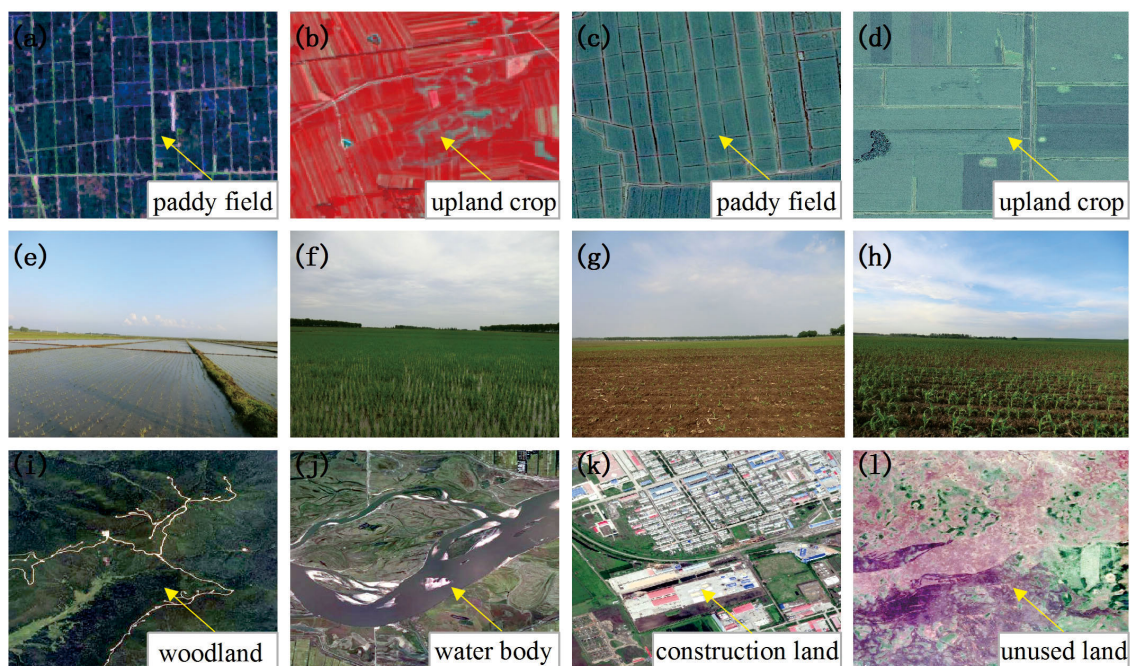 (a)
paddy field
(b)
upland crop
(c)
paddy field
(d)
upland crop
(e)
(f)
(g)
(h)
(i)
woodland
(j)
water body
(k)
construction land
(l)
unused land